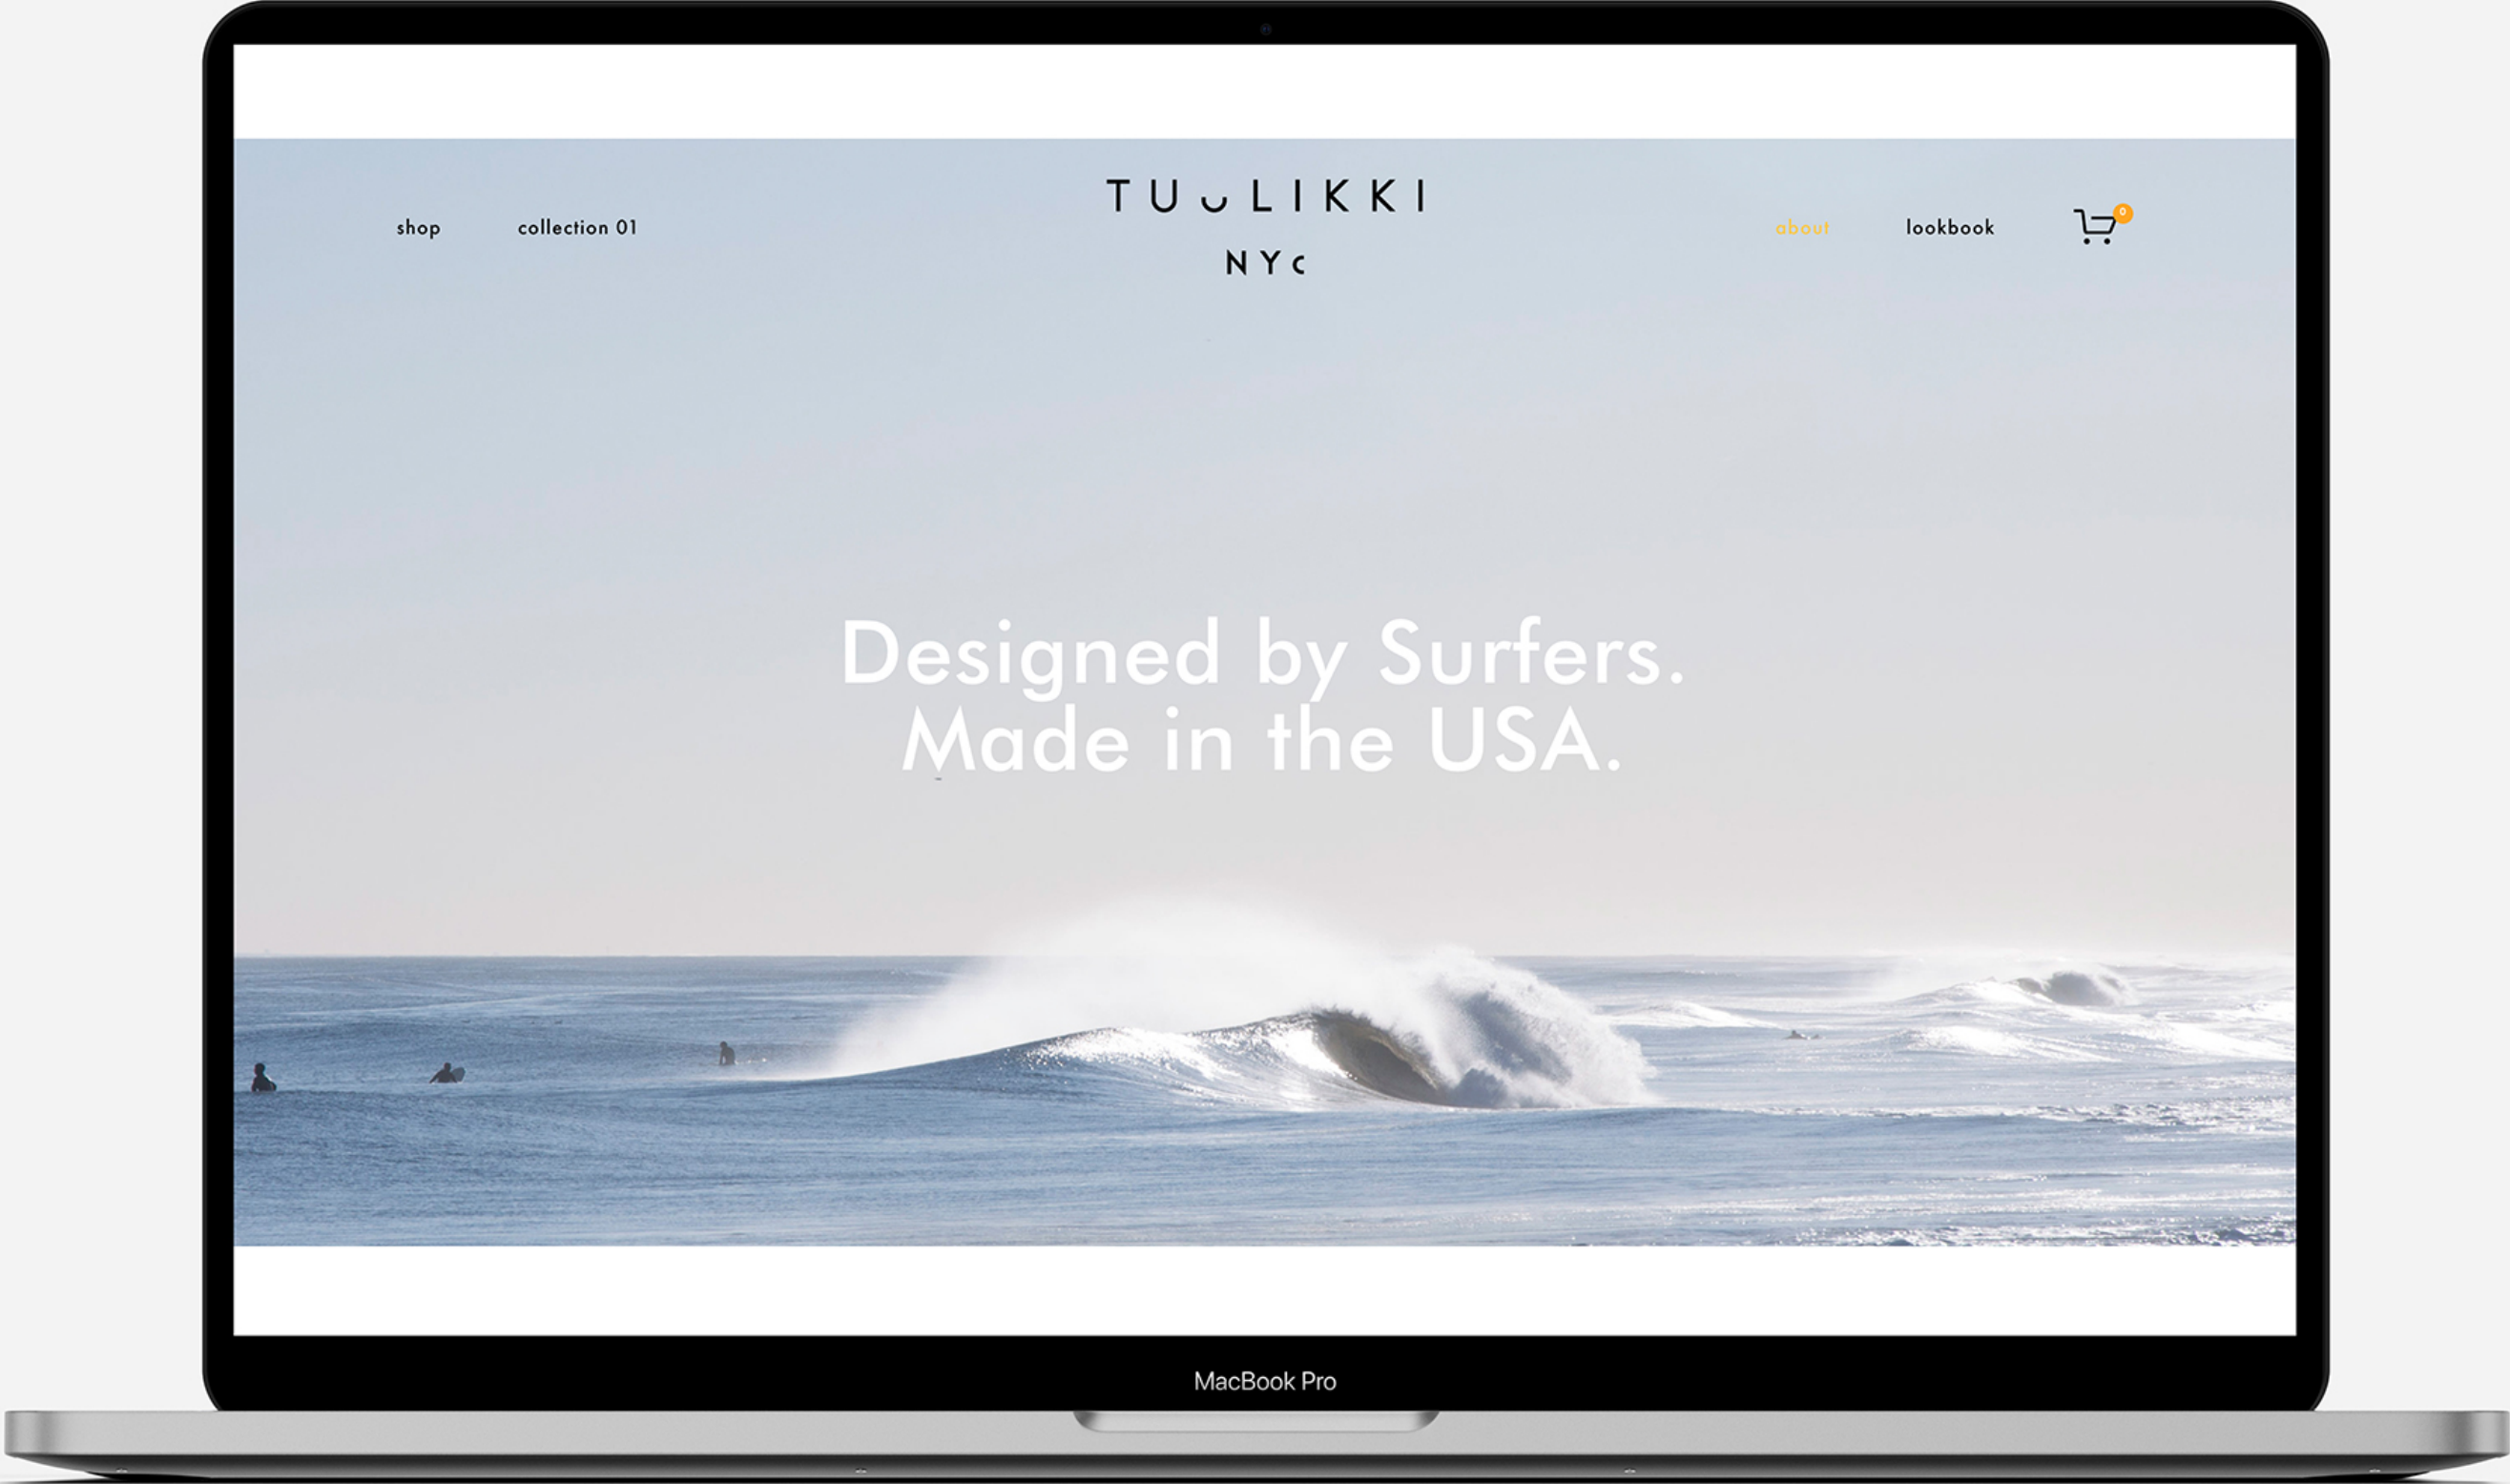 TUULIKKI
NYC
shop
collection 01
about
lookbook
0
Designed by Surfers.
Made in the USA.
MacBook Pro